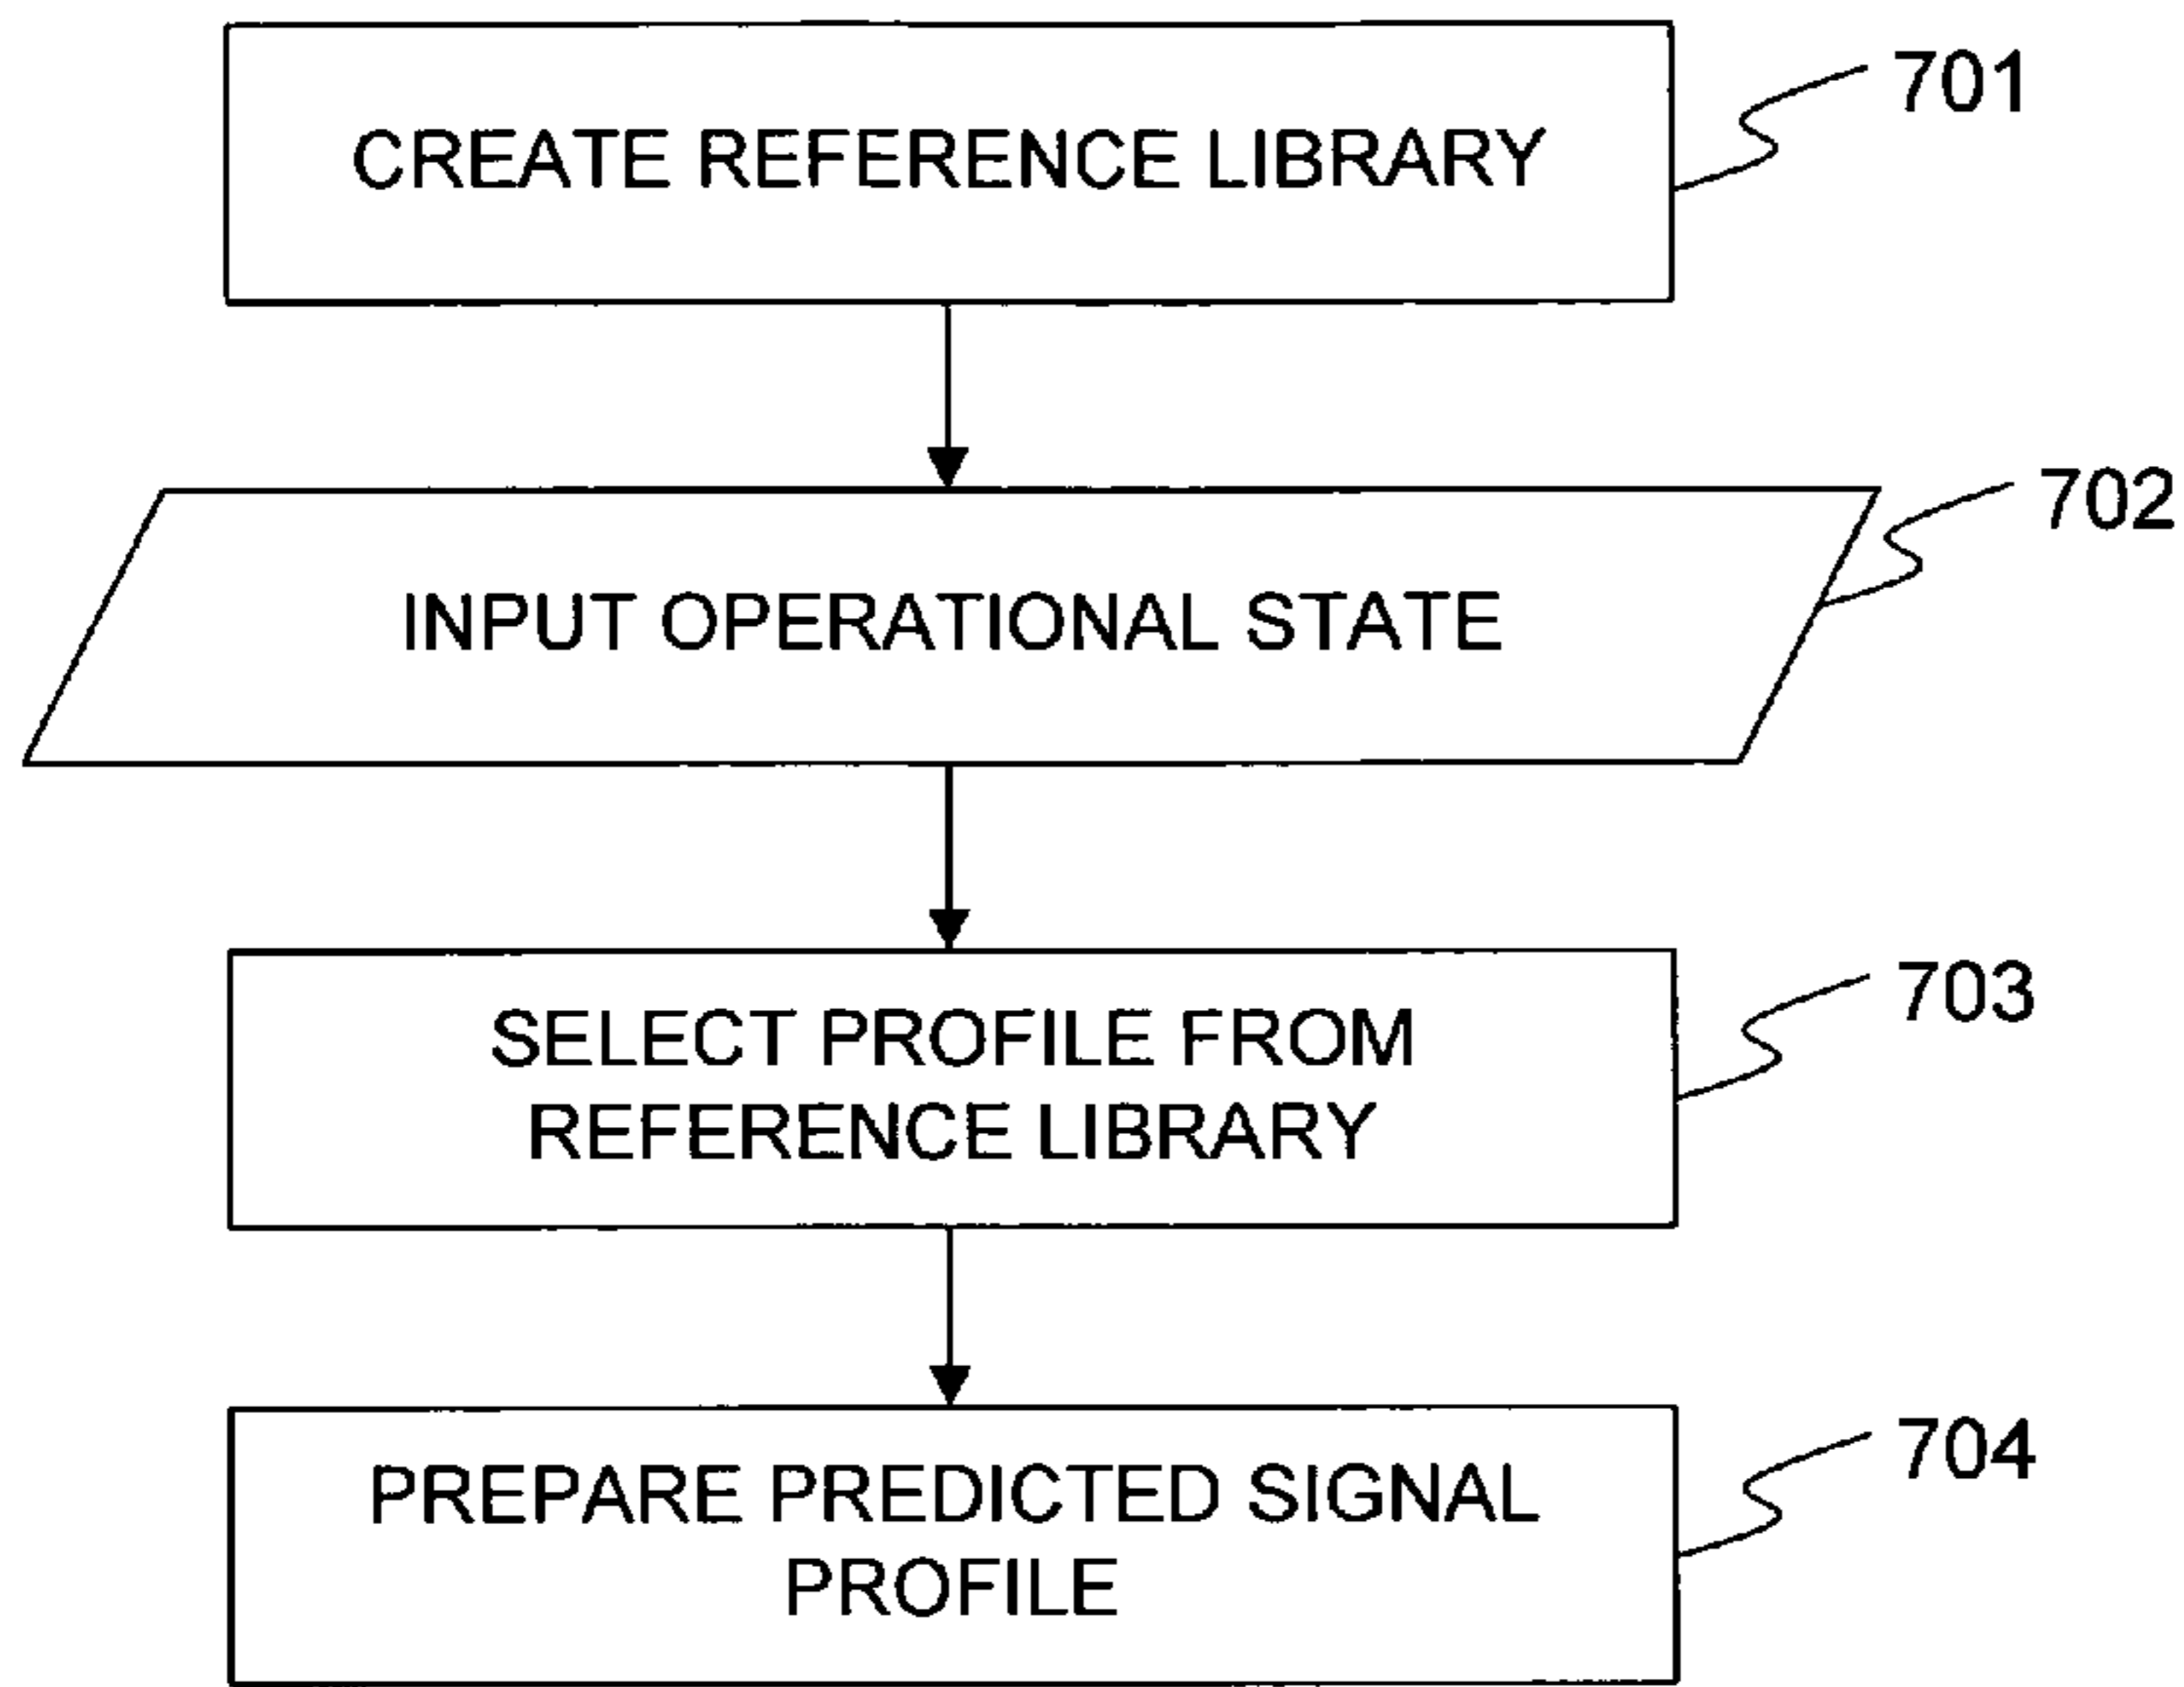 CREATE REFERENCE LIBRARY
701
INPUT OPERATIONAL STATE
702
SELECT PROFILE FROM
REFERENCE LIBRARY
703
PREPARE PREDICTED SIGNAL
PROFILE
704